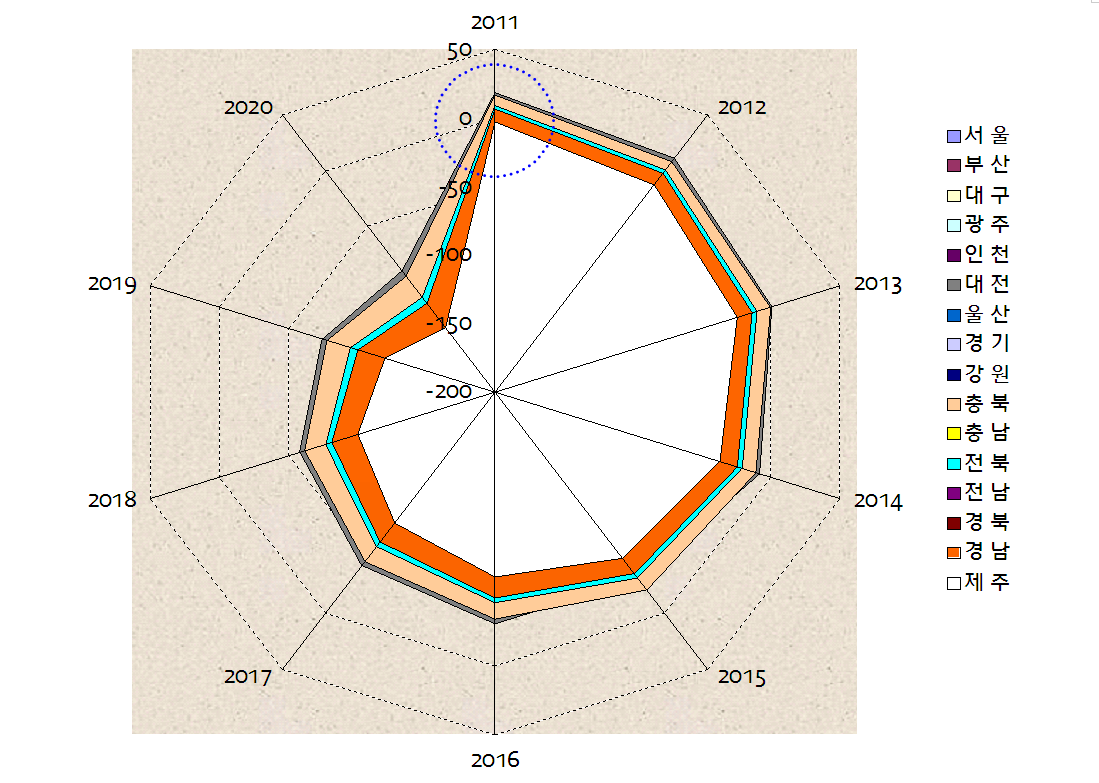 2011
50
2020
2012
0
-50
-100
2019
2013
-150
-200
2018
2014
2017
2015
2016
서 울
부 산
대 구
광 주
인 천
대 전
울 산
경 기
강 원
충 북
충 남
전 북
전 남
경 북
경 남
제 주